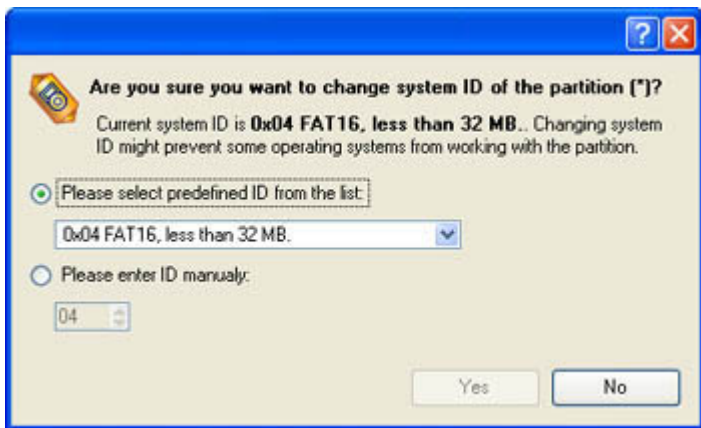 Are you sure you want to change system ID of the partition (*)?
Current system ID is 0x04 FAT16, less than 32 MB.. Changing system
ID might prevent some operating systems from working with the partition.
Please select predefined ID from the list:
0x04 FAT16, less than 32 MB.
Please enter ID manualy:
04
Yes
No